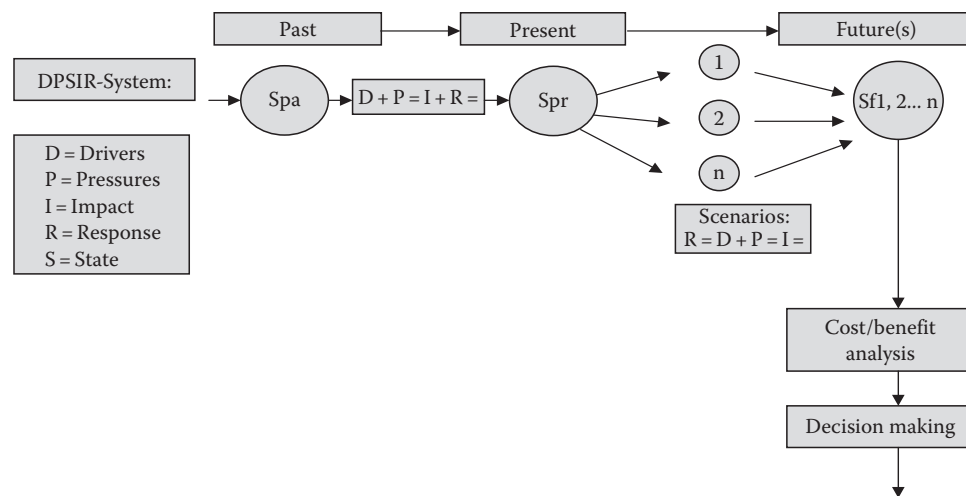 Past
Present
Future(s)
DPSIR-System:
Spa
D + P = I + R =
Spr
1
2
n
Sf1, 2... n
D = Drivers
P = Pressures
I = Impact
R = Response
S = State
Scenarios:
R = D + P = I =
Cost/benefit
analysis
Decision making